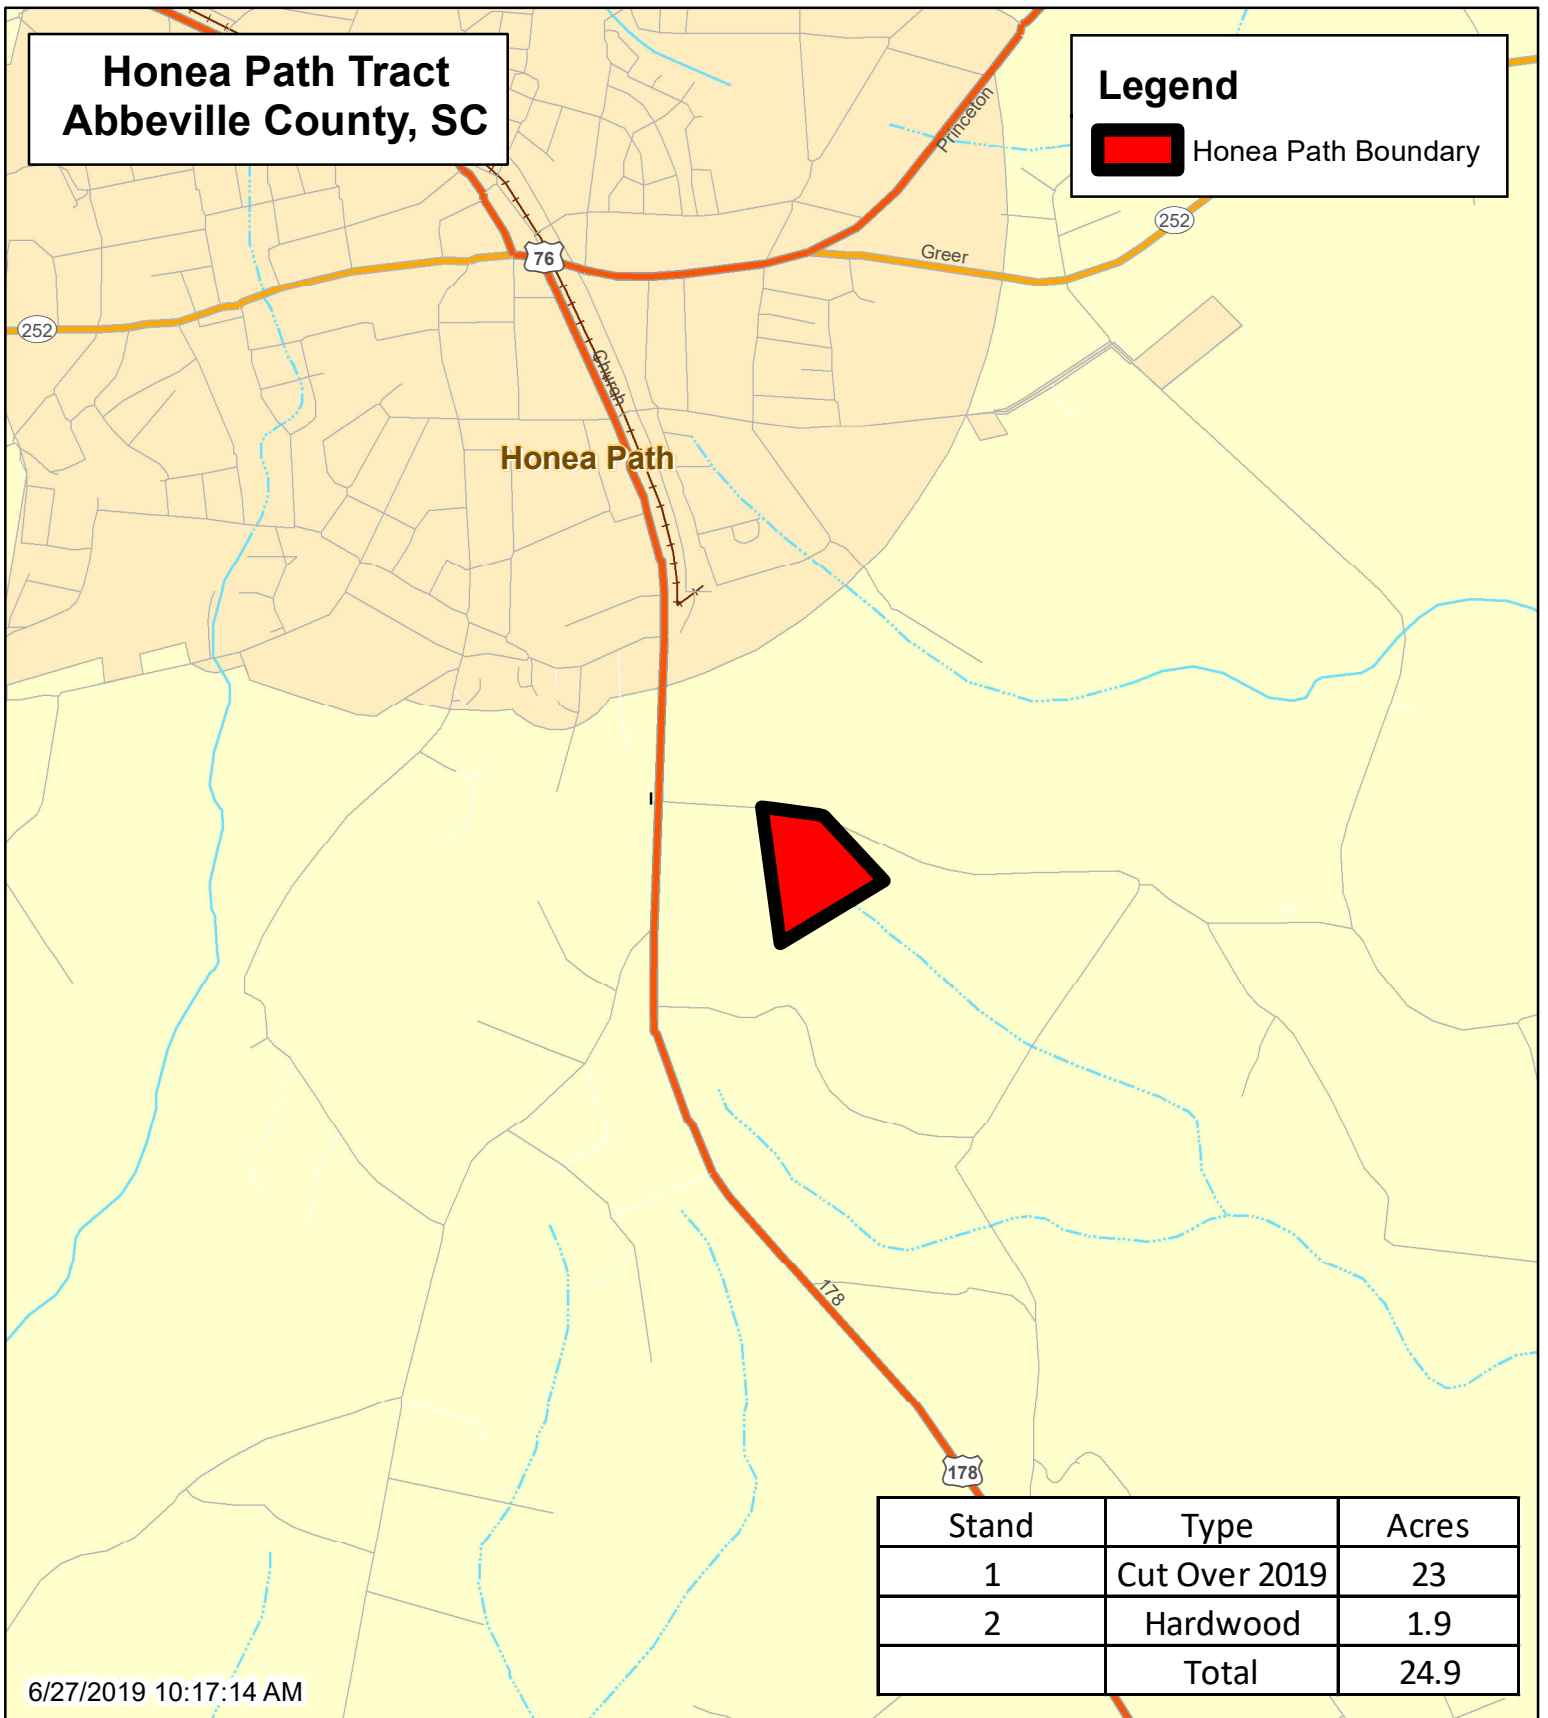 Honea Path Tract
Abbeville County, SC
Legend
Honea Path Boundary
Princeton
252
Greer
76
252
Church
Honea Path
178
178
Stand Type Acres
1 Cut Over 2019 23
2 Hardwood 1.9
Total 24.9
6/27/2019 10:17:14 AM